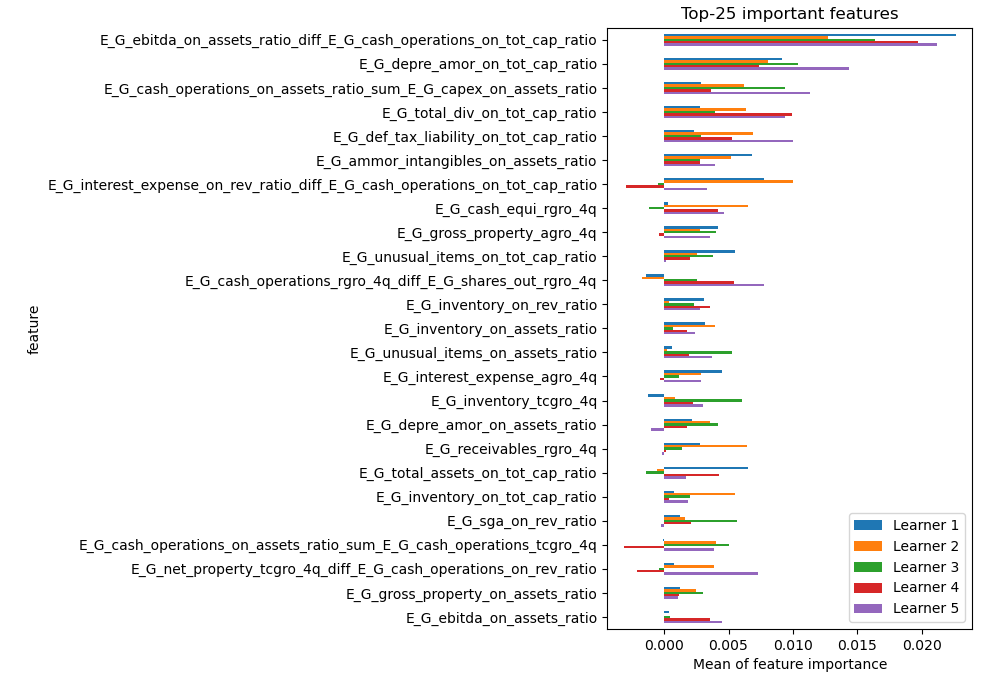 Top-25 important features
E_G_ebitda_on_assets_ratio_diff_E_G_cash_operations_on_tot_cap_ratio
E_G_depre_amor_on_tot_cap_ratio
E_G_cash_operations_on_assets_ratio_sum_E_G_capex_on_assets_ratio
E_G_total_div_on_tot_cap_ratio
E_G_def_tax_liability_on_tot_cap_ratio
E_G_ammor_intangibles_on_assets_ratio
E_G_interest_expense_on_rev_ratio_diff_E_G_cash_operations_on_tot_cap_ratio
E_G_cash_equi_rgro_4q
E_G_gross_property_agro_4q
E_G_unusual_items_on_tot_cap_ratio
E_G_cash_operations_rgro_4q_diff_E_G_shares_out_rgro_4q
E_G_inventory_on_rev_ratio
E_G_inventory_on_assets_ratio
E_G_unusual_items_on_assets_ratio
E_G_interest_expense_agro_4q
E_G_inventory_tcgro_4q
E_G_depre_amor_on_assets_ratio
E_G_receivables_rgro_4q
E_G_total_assets_on_tot_cap_ratio
E_G_inventory_on_tot_cap_ratio
E_G_sga_on_rev_ratio
E_G_cash_operations_on_assets_ratio_sum_E_G_cash_operations_tcgro_4q
E_G_net_property_tcgro_4q_diff_E_G_cash_operations_on_rev_ratio
E_G_gross_property_on_assets_ratio
E_G_ebitda_on_assets_ratio
feature
Learner 1
Learner 2
Learner 3
Learner 4
Learner 5
0.000 0.005 0.010 0.015 0.020
Mean of feature importance